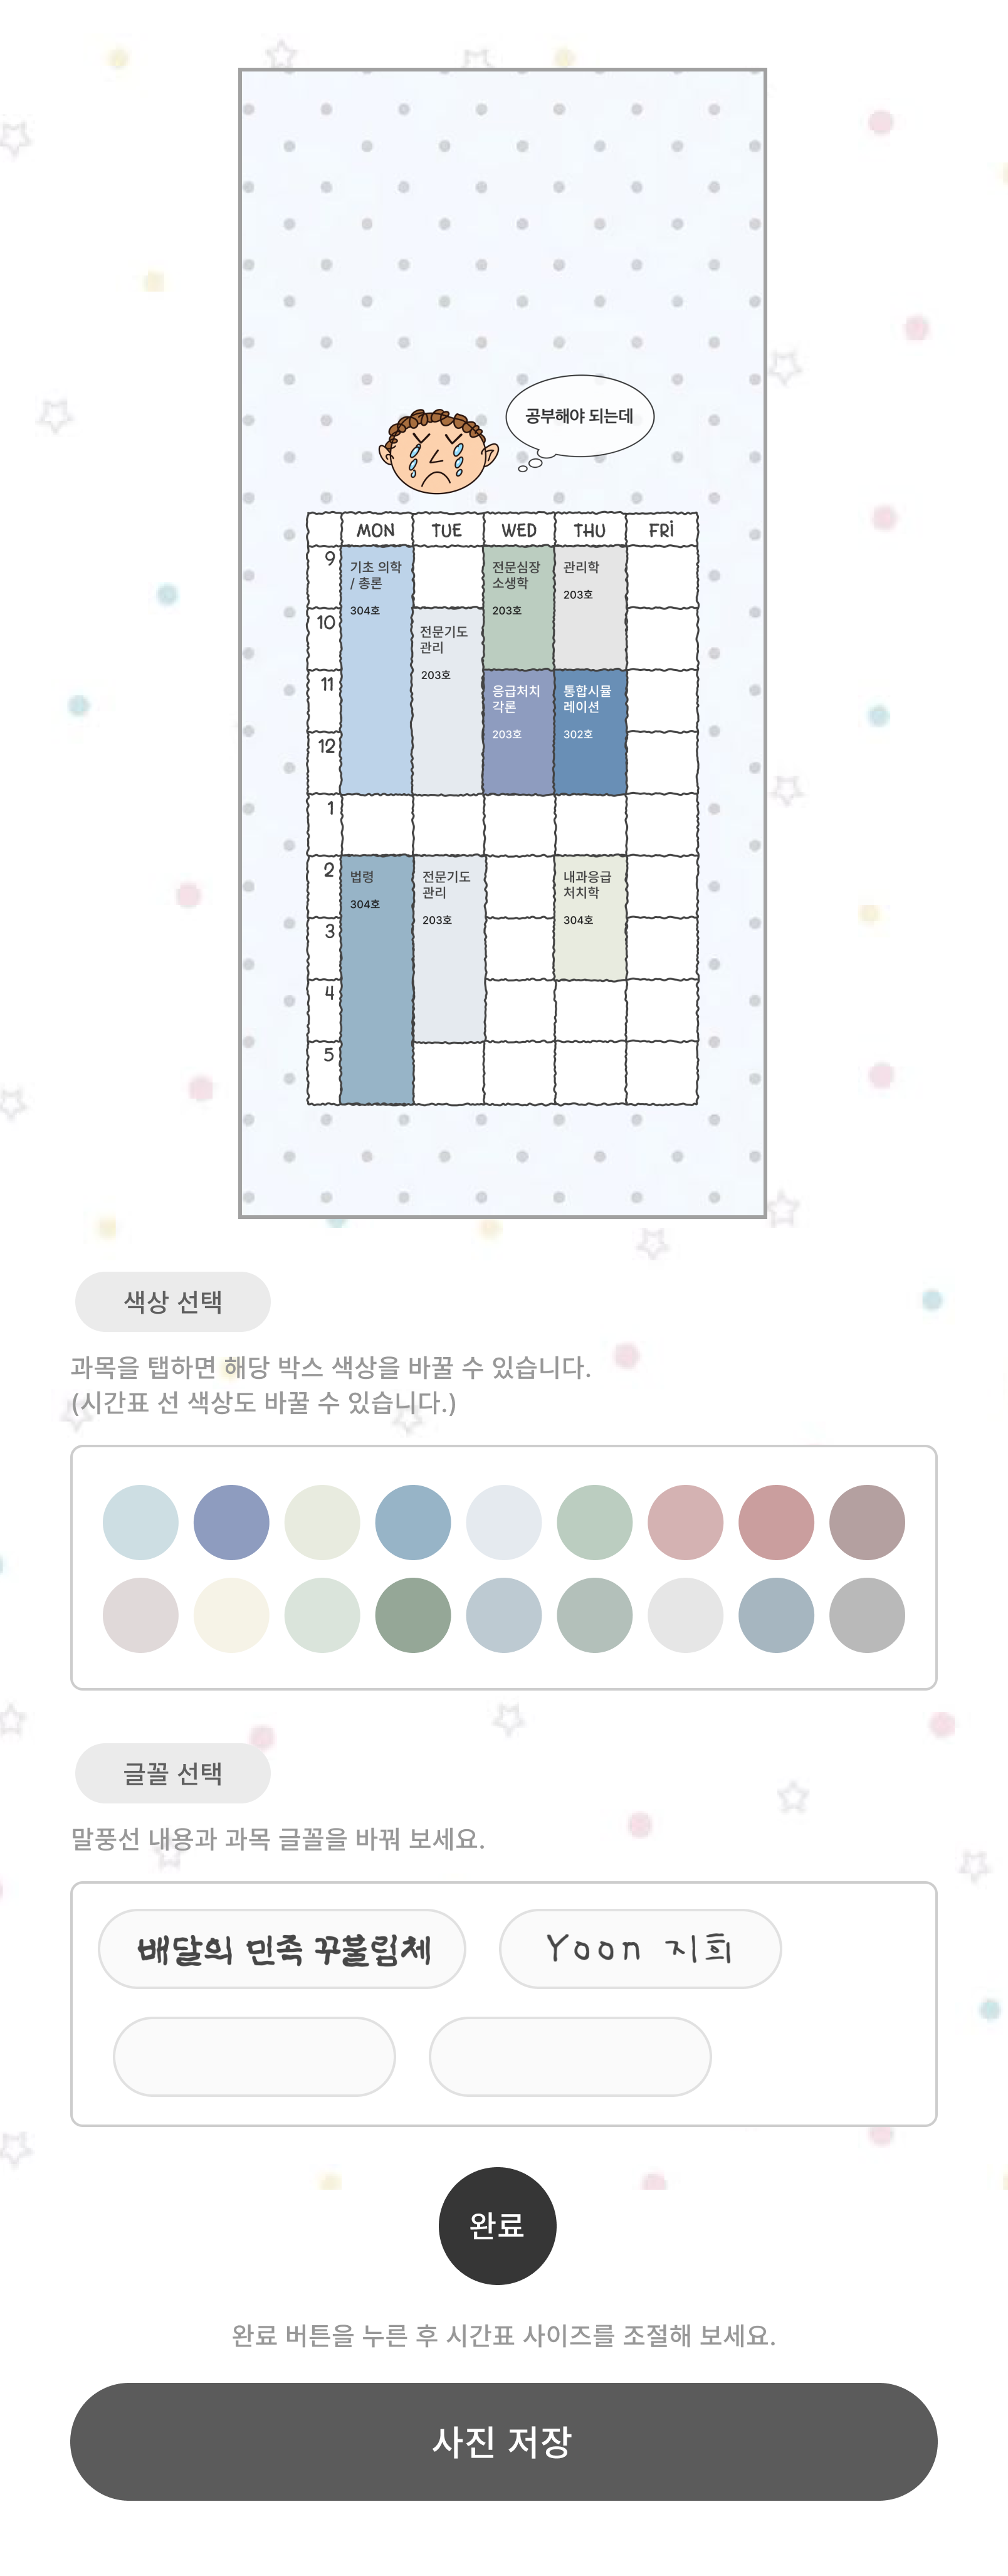 공부해야 되는데
MON TUE WED THU FRi
9
기초 의학
/ 총론
304호
전문심장
소생학
203호
관리학
203호
10
전문기도
관리
203호
11
응급처치
각론
203호
통합시뮬
레이션
302호
12
1
2
법령
304호
전문기도
관리
203호
내과응급
처치학
304호
3
4
5
색상 선택
과목을 탭하면 해당 박스 색상을 바꿀 수 있습니다.
(시간표 선 색상도 바꿀 수 있습니다.)
글꼴 선택
말풍선 내용과 과목 글꼴을 바꿔 보세요.
배달의 민족 꾸불림체
Yoon 지희
완료
완료 버튼을 누른 후 시간표 사이즈를 조절해 보세요.
사진 저장